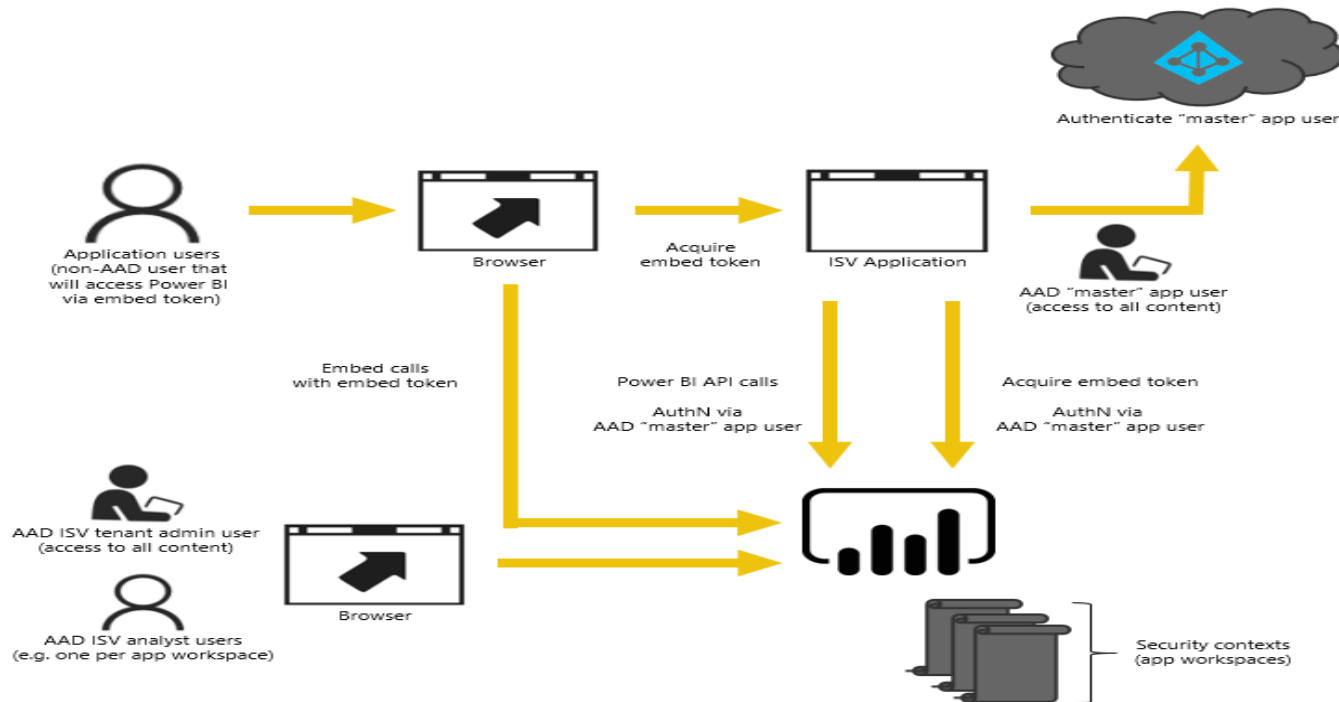 Authenticate “master” app user
Application users
(non-AAD user that
will access Power BI
via embed token)
Browser
Acquire
embed token
ISV Application
AAD “master” app user
(access to all content)
Embed calls
with embed token
Power BI API calls
AuthN via
AAD “master” app user
Acquire embed token
AuthN via
AAD “master” app user
AAD ISV tenant admin user
(access to all content)
Browser
AAD ISV analyst users
(e.g. one per app workspace)
Security contexts
(app workspaces)